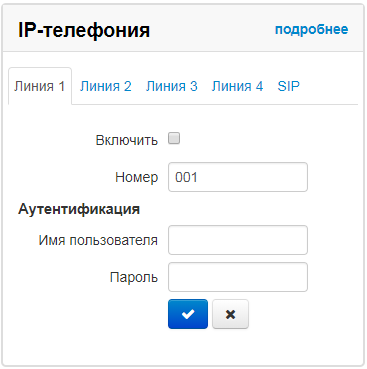 IP-телефония подробнее
Линия 1 Линия 2 Линия 3 Линия 4 SIP
Включить
Номер 001
Аутентификация
Имя пользователя
Пароль